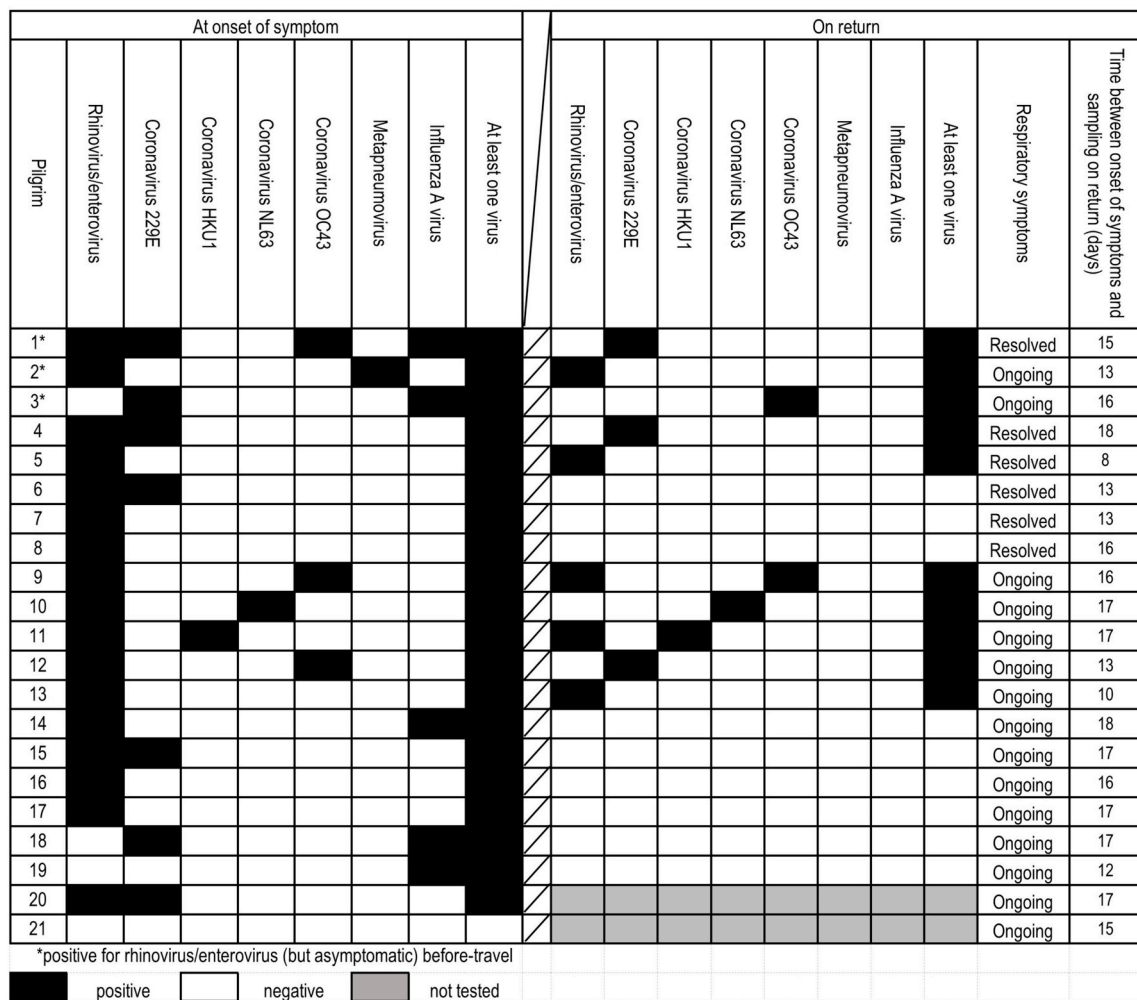 At onset of symptom On return
Pilgrim Rhinovirus/enterovirus Coronavirus 229E Coronavirus HKU1 Coronavirus NL63 Coronavirus OC43 Metapneumovirus Influenza A virus At least one virus Rhinovirus/enterovirus Coronavirus 229E Coronavirus HKU1 Coronavirus NL63 Coronavirus OC43 Metapneumovirus Influenza A virus At least one virus Respiratory symptoms Time between onset of symptoms and sampling on return (days)
1* Resolved 15
2* Ongoing 13
3* Ongoing 16
4 Resolved 18
5 Resolved 8
6 Resolved 13
7 Resolved 13
8 Resolved 16
9 Ongoing 16
10 Ongoing 17
11 Ongoing 17
12 Ongoing 13
13 Ongoing 10
14 Ongoing 18
15 Ongoing 17
16 Ongoing 16
17 Ongoing 17
18 Ongoing 17
19 Ongoing 12
20 Ongoing 17
21 Ongoing 15
*positive for rhinovirus/enterovirus (but asymptomatic) before-travel
positive negative not tested